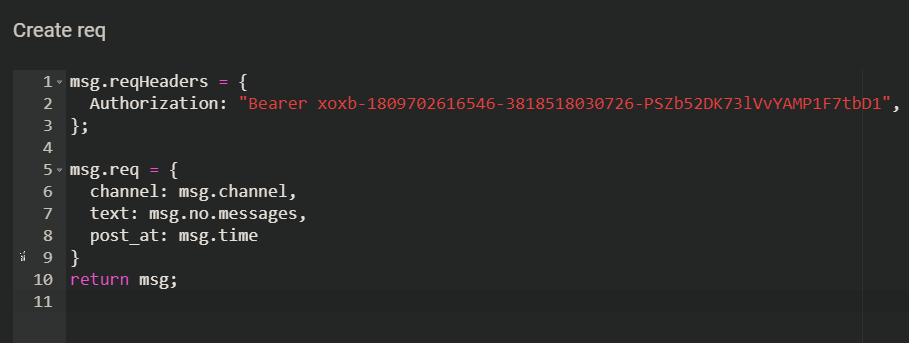 Create req
1 msg.reqHeaders = {
2 Authorization: "Bearer xoxb-1809702616546-3818518030726-PSZb52DK73lVvYAMP1F7tbD1",
3 };
4
5 msg.req = {
6 channel: msg.channel,
7 text: msg.no.messages,
8 post_at: msg.time
9 }
10 return msg;
11